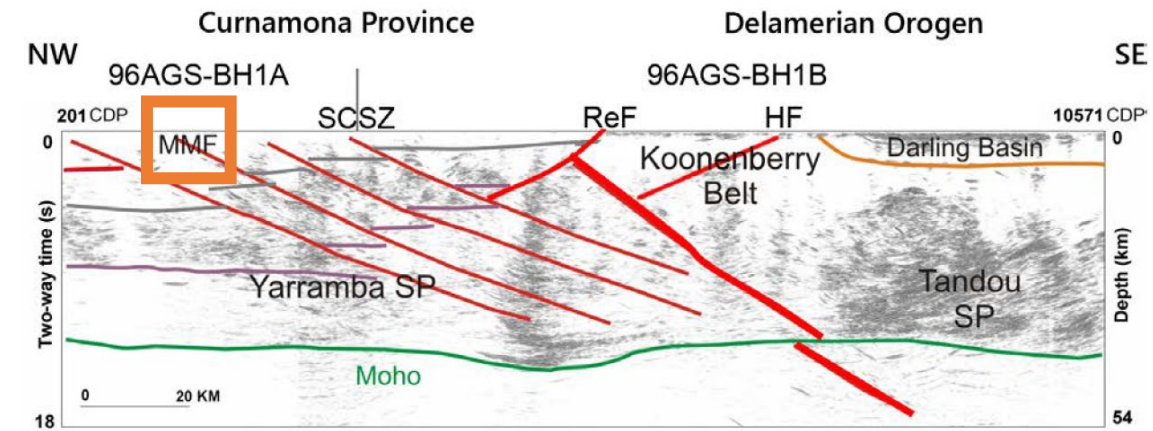 Curnamona Province
Delamerian Orogen
NW
SE
96AGS-BH1A
96AGS-BH1B
201 CDP
SCSZ
ReF
HF
10571 CDP
0
MMF
0
Darling Basin
Koonenberry
Belt
Two-way time (s)
Depth (km)
Yarramba SP
Tandou
SP
Moho
0
20 KM
18
54